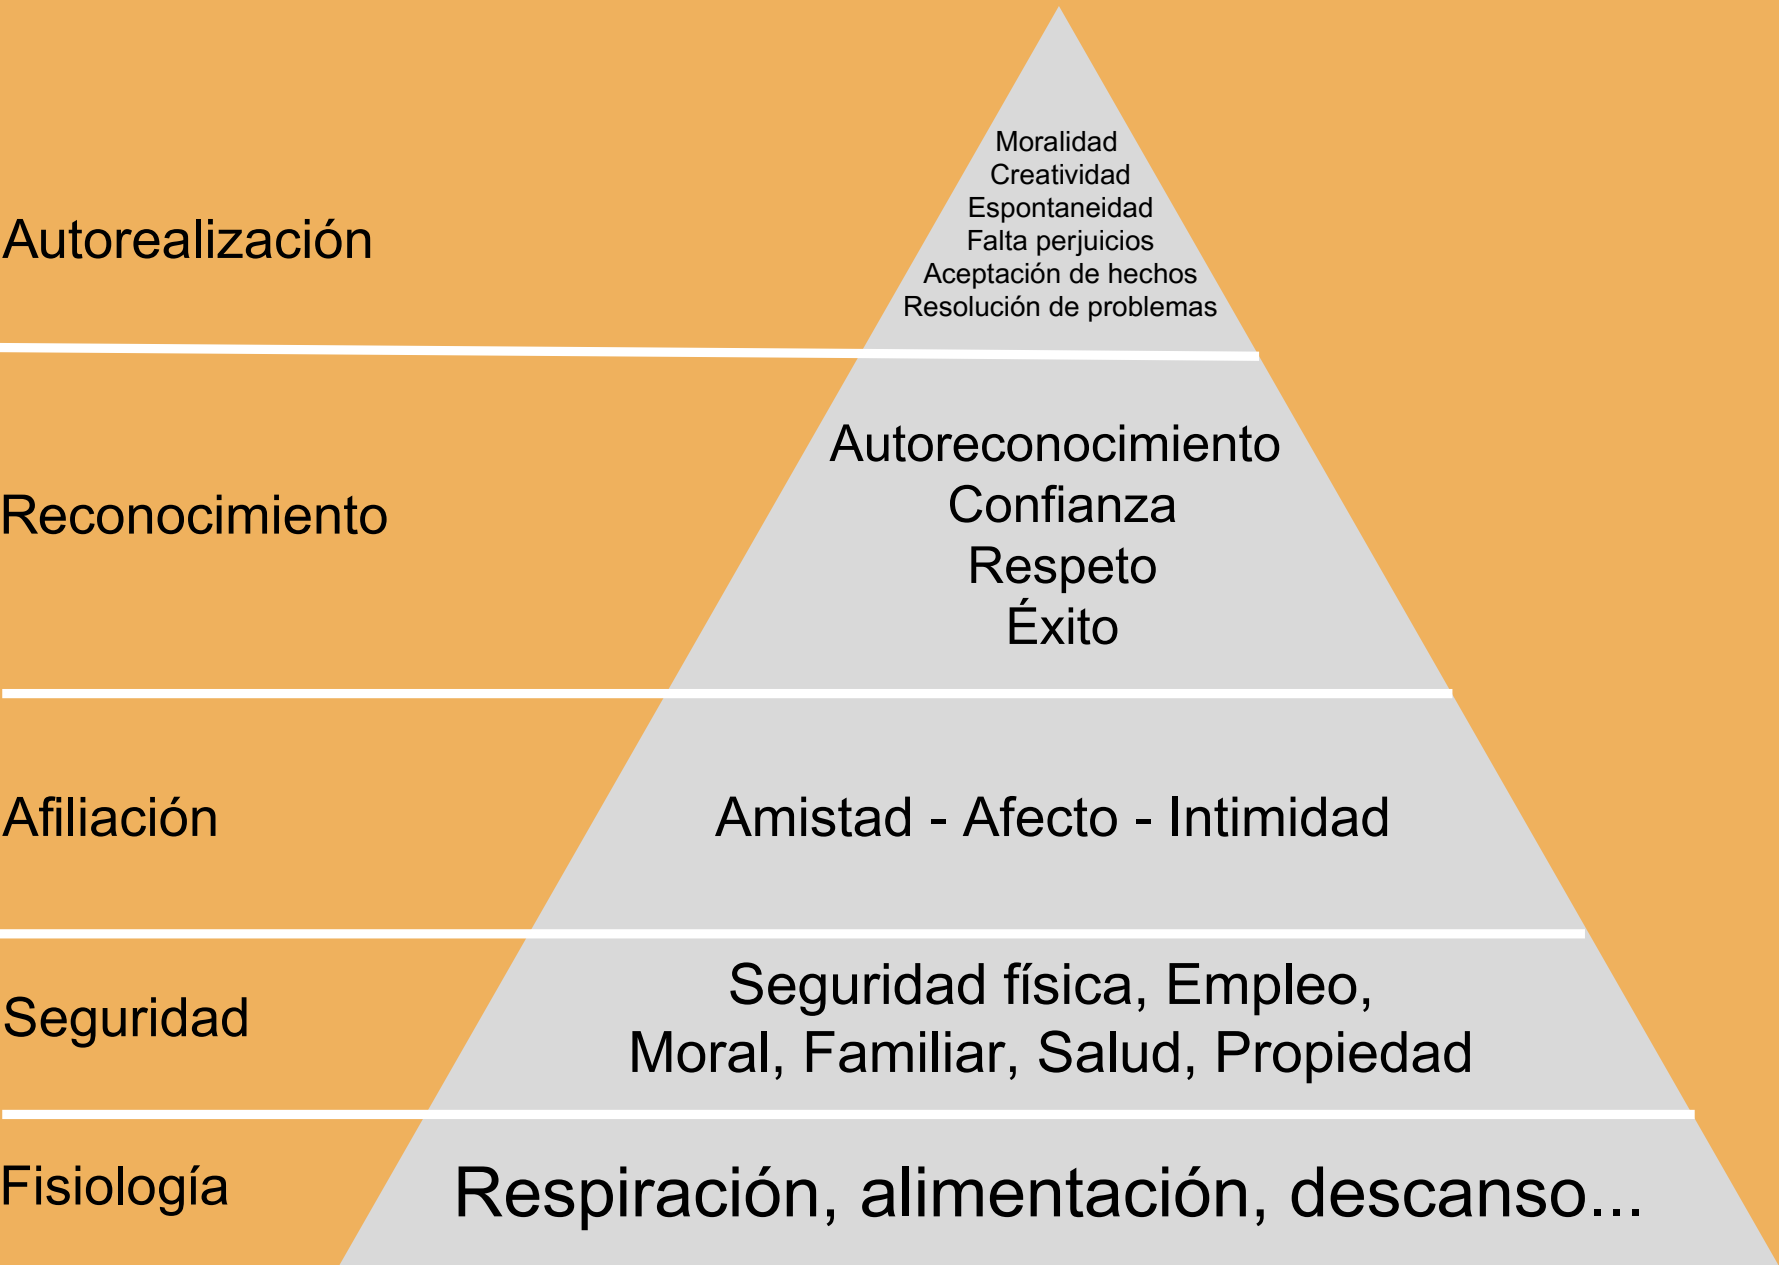 Moralidad
Creatividad
Espontaneidad
Falta perjuicios
Aceptación de hechos
Resolución de problemas
Autorealización
Autoreconocimiento
Confianza
Respeto
Éxito
Reconocimiento
Amistad - Afecto - Intimidad
Afiliación
Seguridad física, Empleo,
Moral, Familiar, Salud, Propiedad
Seguridad
Respiración, alimentación, descanso...
Fisiología